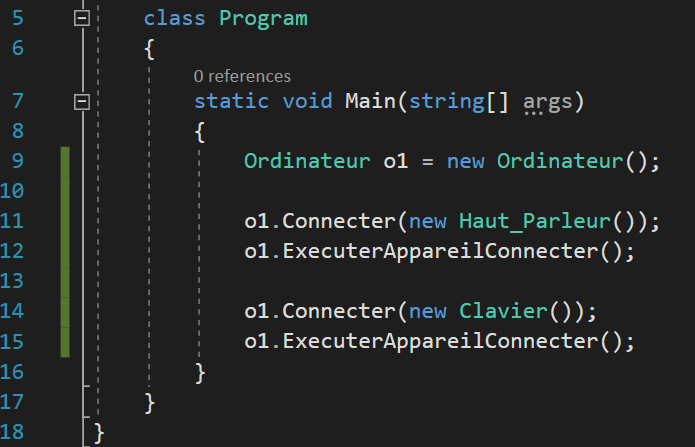 5 class Program
6 {
0 references
7 static void Main(string[] args)
8 {
9 Ordinateur o1 = new Ordinateur();
10
11 o1.Connecter(new Haut_Parleur());
12 o1.ExecuterAppareilConnecter();
13
14 o1.Connecter(new Clavier());
15 o1.ExecuterAppareilConnecter();
16 }
17 }
18 }